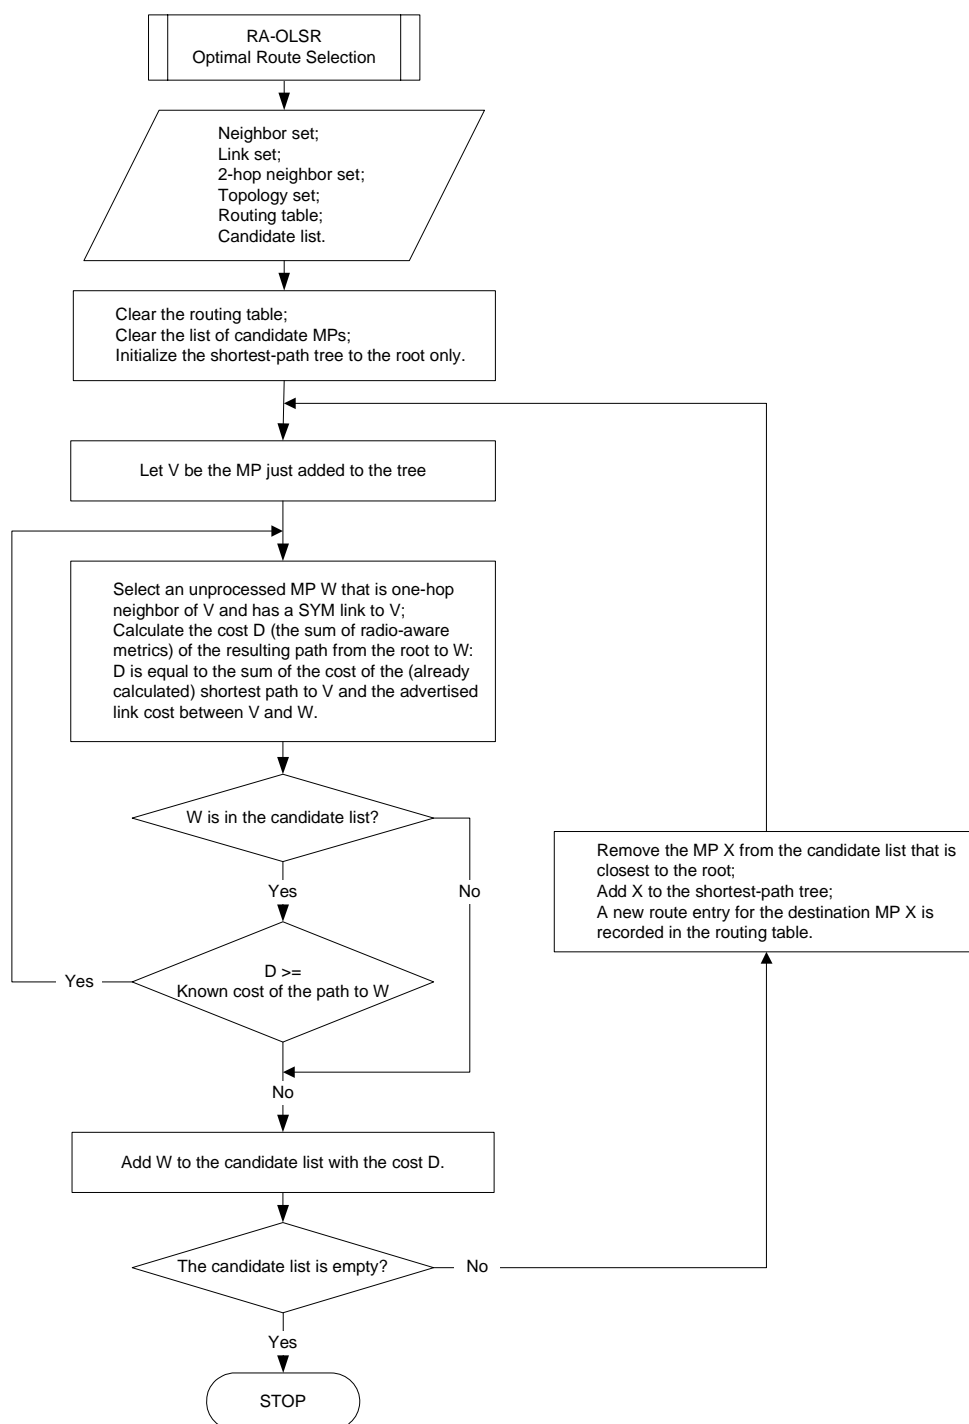 RA-OLSR
Optimal Route Selection
Neighbor set;
Link set;
2-hop neighbor set;
Topology set;
Routing table;
Candidate list.
Clear the routing table;
Clear the list of candidate MPs;
Initialize the shortest-path tree to the root only.
Let V be the MP just added to the tree
Select an unprocessed MP W that is one-hop
neighbor of V and has a SYM link to V;
Calculate the cost D (the sum of radio-aware
metrics) of the resulting path from the root to W:
D is equal to the sum of the cost of the (already
calculated) shortest path to V and the advertised
link cost between V and W.
W is in the candidate list?
Yes
No
D >=
Known cost of the path to W
Yes
No
Remove the MP X from the candidate list that is
closest to the root;
Add X to the shortest-path tree;
A new route entry for the destination MP X is
recorded in the routing table.
Add W to the candidate list with the cost D.
The candidate list is empty?
No
Yes
STOP